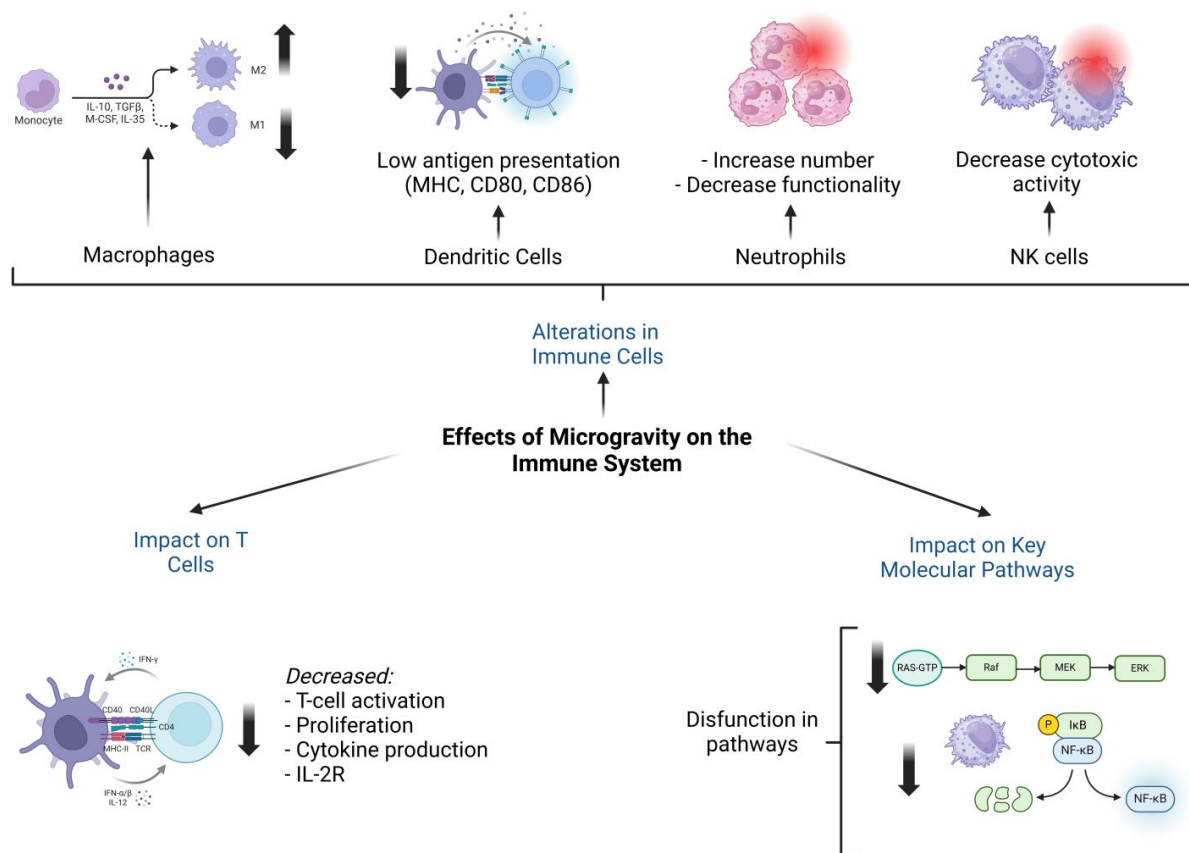 Monocyte
IL-10, TGFβ,
M-CSF, IL-35
M2
M1
Macrophages
Low antigen presentation
(MHC, CD80, CD86)
Dendritic Cells
- Increase number
- Decrease functionality
Neutrophils
Decrease cytotoxic
activity
NK cells
Alterations in
Immune Cells
Effects of Microgravity on the
Immune System
Impact on T
Cells
IFN-γ
CD40 CD40L
CD4
MHC-II TCR
IFN-α/β
IL-12
Decreased:
- T-cell activation
- Proliferation
- Cytokine production
- IL-2R
Impact on Key
Molecular Pathways
Disfunction in
pathways
RAS-GTP
Raf
MEK
ERK
P
IκB
NF-κB
NF-κB